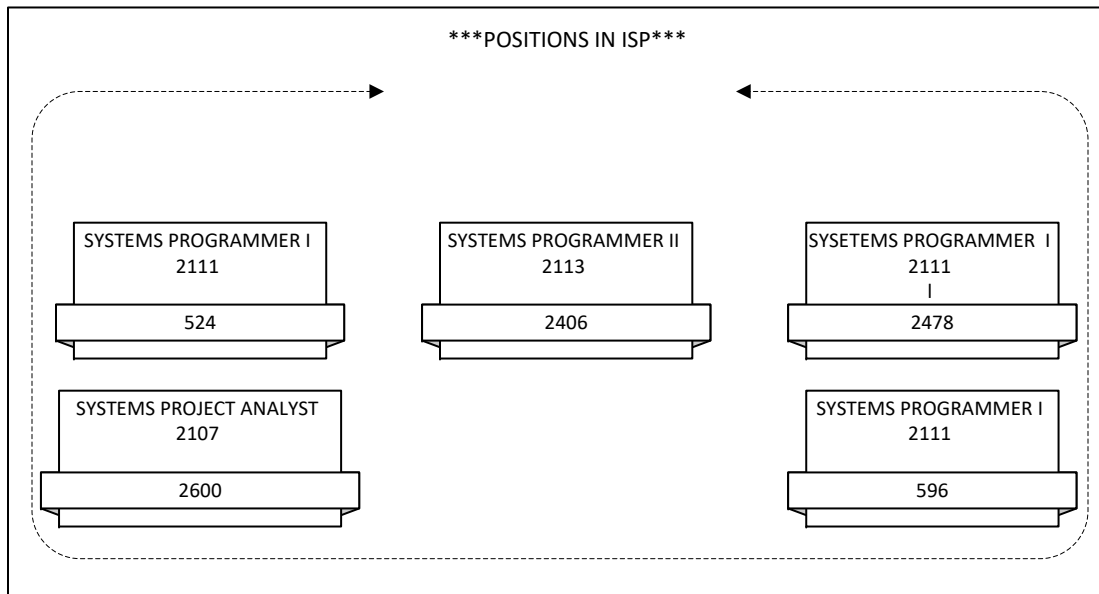 ***POSITIONS IN ISP***
SYSTEMS PROGRAMMER I
2111
524
SYSTEMS PROGRAMMER II
2113
2406
SYSETEMS PROGRAMMER I
2111
I
2478
SYSTEMS PROJECT ANALYST
2107
2600
SYSTEMS PROGRAMMER I
2111
596